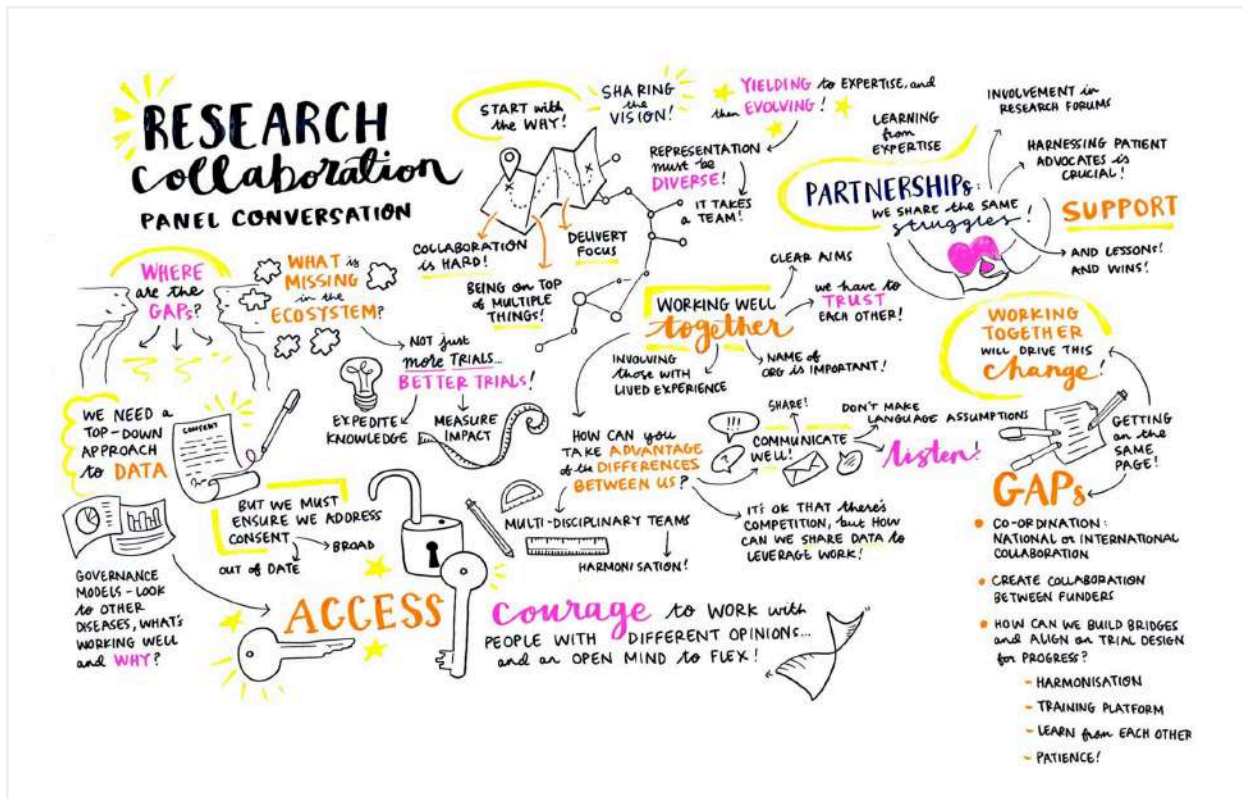 RESEARCH
collaboration
PANEL CONVERSATION
START with
the WHY!
SHARING
the
VISION!
YIELDING to EXPERTISE, and
then EVOLVING!
LEARNING
from
EXPERTISE
INVOLVEMENT in
RESEARCH FORUMS
HARNESSING PATIENT
ADVOCATES is
CRUCIAL!
REPRESENTATION
must be
DIVERSE!
IT TAKES
a TEAM!
PARTNERSHIPs:
WE SHARE the SAME
struggles!
SUPPORT
AND LESSONS!
AND WINS!
COLLABORATION
is HARD!
DELIVERY
FOCUS
BEING on TOP
of MULTIPLE
THINGS!
WHERE
are the
GAPs?
WHAT is
MISSING
in the
ECOSYSTEM?
NOT just
more TRIALS...
BETTER TRIALS!
EXPEDITE
KNOWLEDGE
MEASURE
IMPACT
CLEAR AIMS
WORKING WELL
together
we have to
TRUST
EACH OTHER!
INVOLVING
those WITH
LIVED EXPERIENCE
NAME of
ORG is IMPORTANT!
WORKING
TOGETHER
WILL DRIVE THIS
change!
WE NEED a
TOP-DOWN
APPROACH
to DATA
CONSENT
BUT WE MUST
ENSURE WE ADDRESS
CONSENT
BROAD
OUT of DATE
HOW CAN you
TAKE ADVANTAGE
of the DIFFERENCES
BETWEEN US?
!!!
?
SHARE!
COMMUNICATE
WELL!
DON'T MAKE
LANGUAGE ASSUMPTIONS
listen!
GETTING
on the
SAME
PAGE!
MULTI-DISCIPLINARY TEAMS
HARMONISATION!
IT'S OK THAT there's
COMPETITION, but HOW
CAN WE SHARE DATA to
LEVERAGE WORK!
GOVERNANCE
MODELS - LOOK
to OTHER
DISEASES, WHAT'S
WORKING WELL
and WHY?
ACCESS
courage to WORK with
PEOPLE WITH DIFFERENT OPINIONS...
and an OPEN MIND to FLEX!
GAPs
• CO-ORDINATION:
NATIONAL or INTERNATIONAL
COLLABORATION
• CREATE COLLABORATION
BETWEEN FUNDERS
• HOW CAN WE BUILD BRIDGES
and ALIGN on TRIAL DESIGN
for PROGRESS?
- HARMONISATION
- TRAINING PLATFORM
- LEARN from EACH OTHER
- PATIENCE!